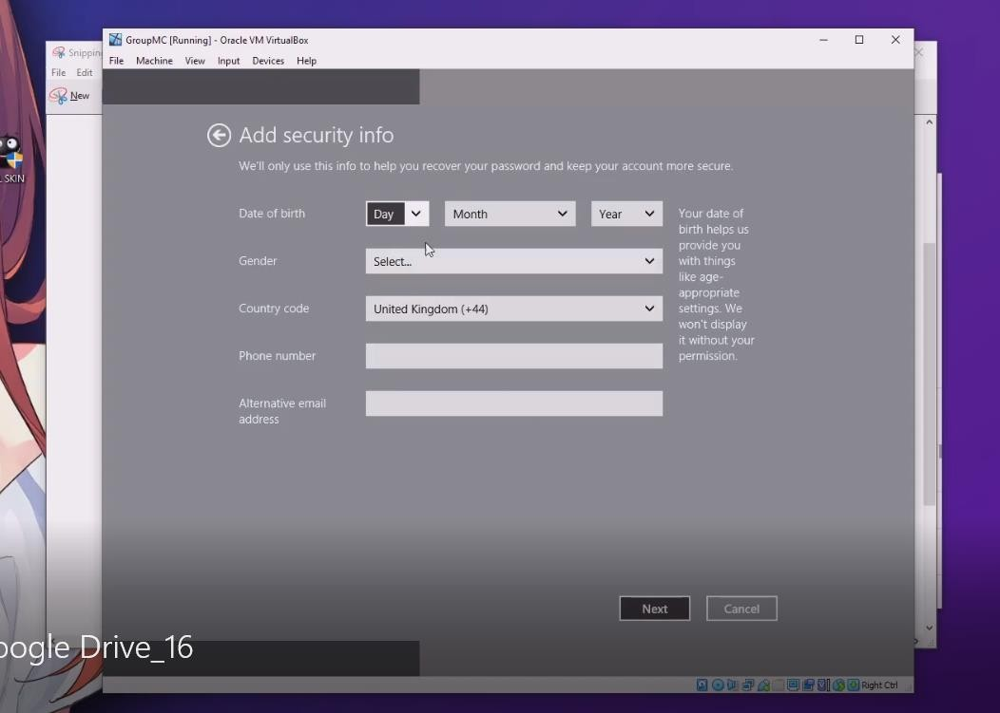 GroupMC [Running] - Oracle VM VirtualBox
File Machine View Input Devices Help
File Edit
New
SKIN
Add security info
We'll only use this info to help you recover your password and keep your account more secure.
Date of birth
Day
Month
Year
Your date of
birth helps us
provide you
with things
like age-
appropriate
settings. We
won't display
it without your
permission.
Gender
Select...
Country code
United Kingdom (+44)
Phone number
Alternative email
address
Next
Cancel
Drive_16
Right Ctrl